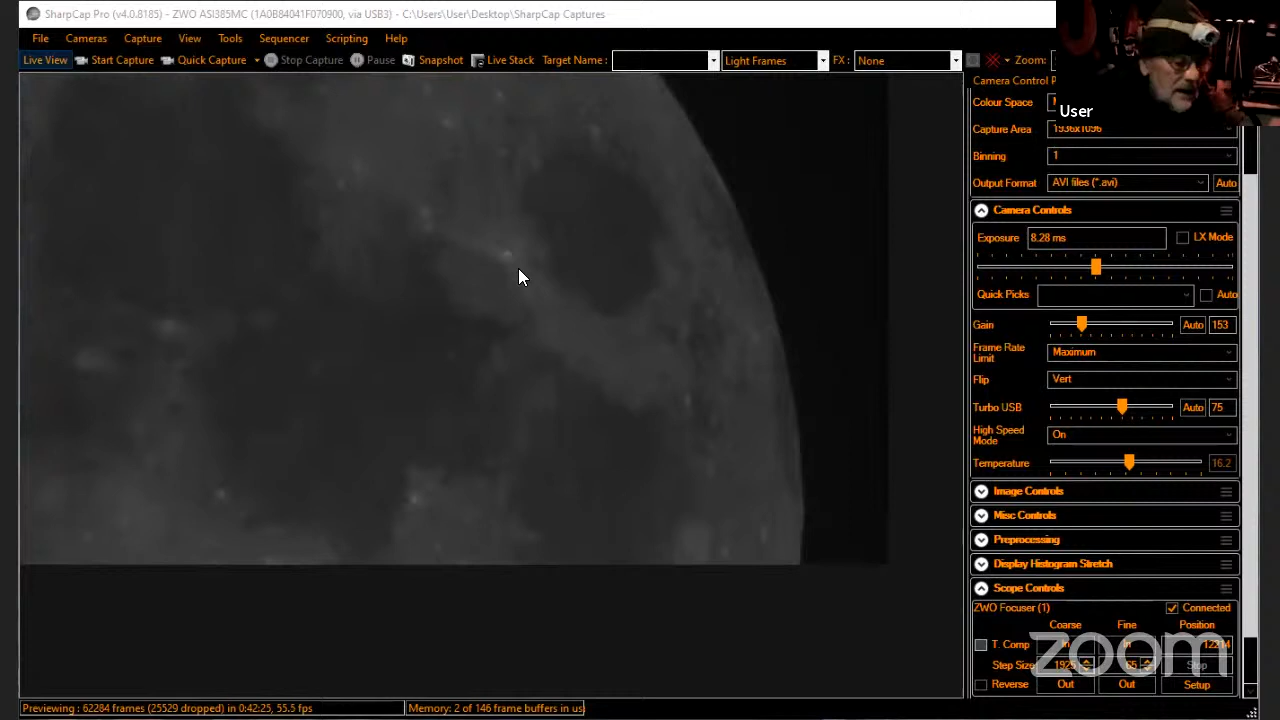 SharpCap Pro (v4.0.8185) - ZWO ASI385MC (1A0B84041F070900, via USB3) - C:\Users\User\Desktop\SharpCap Captures
File Cameras Capture View Tools Sequencer Scripting Help
Live View Start Capture Quick Capture Stop Capture Pause Snapshot Live Stack Target Name : Light Frames FX : None Zoom:
User
Camera Control P
Colour Space
Capture Area 1936x1096
Binning 1
Output Format AVI files (*.avi) Auto
Camera Controls
Exposure 8.28 ms LX Mode
Quick Picks Auto
Gain Auto 153
Frame Rate Limit Maximum
Flip Vert
Turbo USB Auto 75
High Speed Mode On
Temperature 16.2
Image Controls
Misc Controls
Preprocessing
Display Histogram Stretch
Scope Controls
ZWO Focuser (1) Connected
Coarse Fine Position
T. Comp In In
zoom
Step Size 1925 65 Stop
Reverse Out Out Setup
Previewing : 62284 frames (25529 dropped) in 0:42:25, 55.5 fps Memory: 2 of 146 frame buffers in us